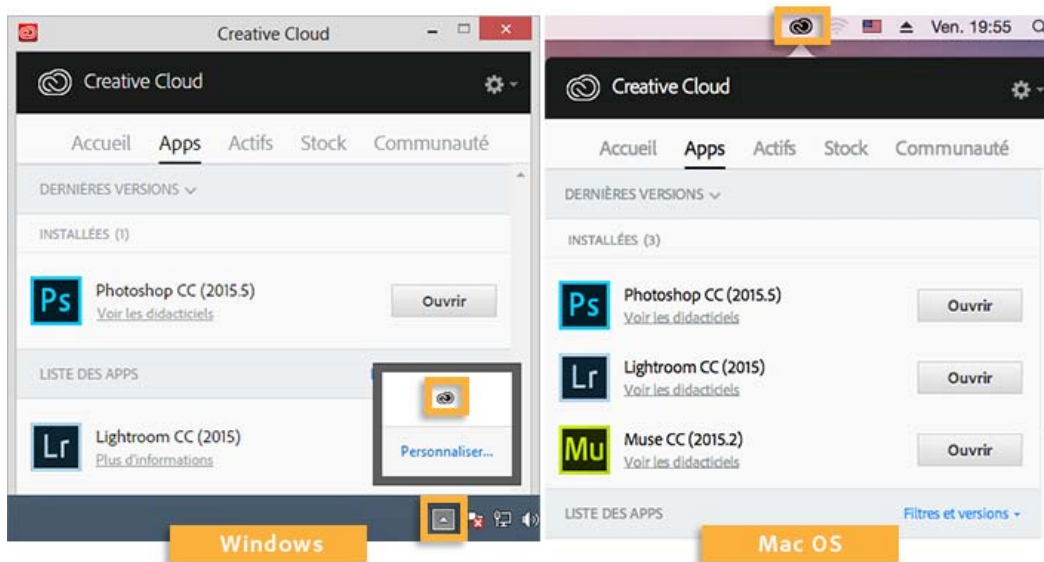 Creative Cloud
Creative Cloud
Accueil Apps Actifs Stock Communauté
DERNIÈRES VERSIONS
INSTALLÉES (1)
Ps
Photoshop CC (2015.5)
Voir les didacticiels
Ouvrir
LISTE DES APPS
Lr
Lightroom CC (2015)
Plus d'informations
Personnaliser...
Windows
Ven. 19:55
Creative Cloud
Accueil Apps Actifs Stock Communauté
DERNIÈRES VERSIONS
INSTALLÉES (3)
Ps
Photoshop CC (2015.5)
Voir les didacticiels
Ouvrir
Lr
Lightroom CC (2015)
Voir les didacticiels
Ouvrir
Mu
Muse CC (2015.2)
Voir les didacticiels
Ouvrir
LISTE DES APPS
Filtres et versions
Mac OS